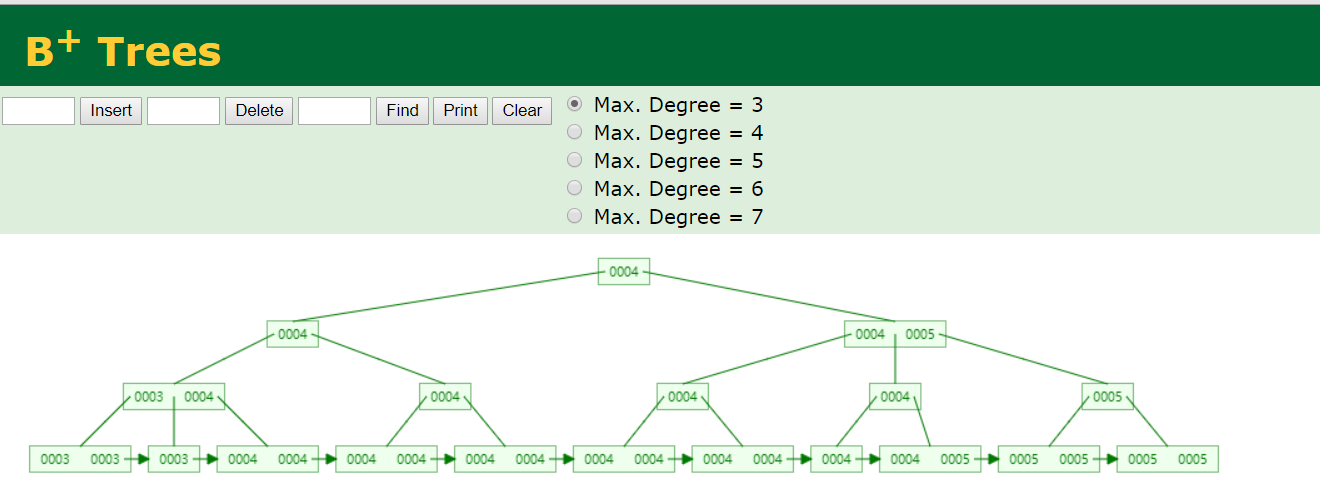 B+ Trees
Insert Delete Find Print Clear
Max. Degree = 3
Max. Degree = 4
Max. Degree = 5
Max. Degree = 6
Max. Degree = 7
0004
0004 0004 0005
0003 0004 0004 0004 0004 0005
0003 0003 0003 0004 0004 0004 0004 0004 0004 0004 0004 0004 0004 0004 0004 0005 0005 0005 0005 0005